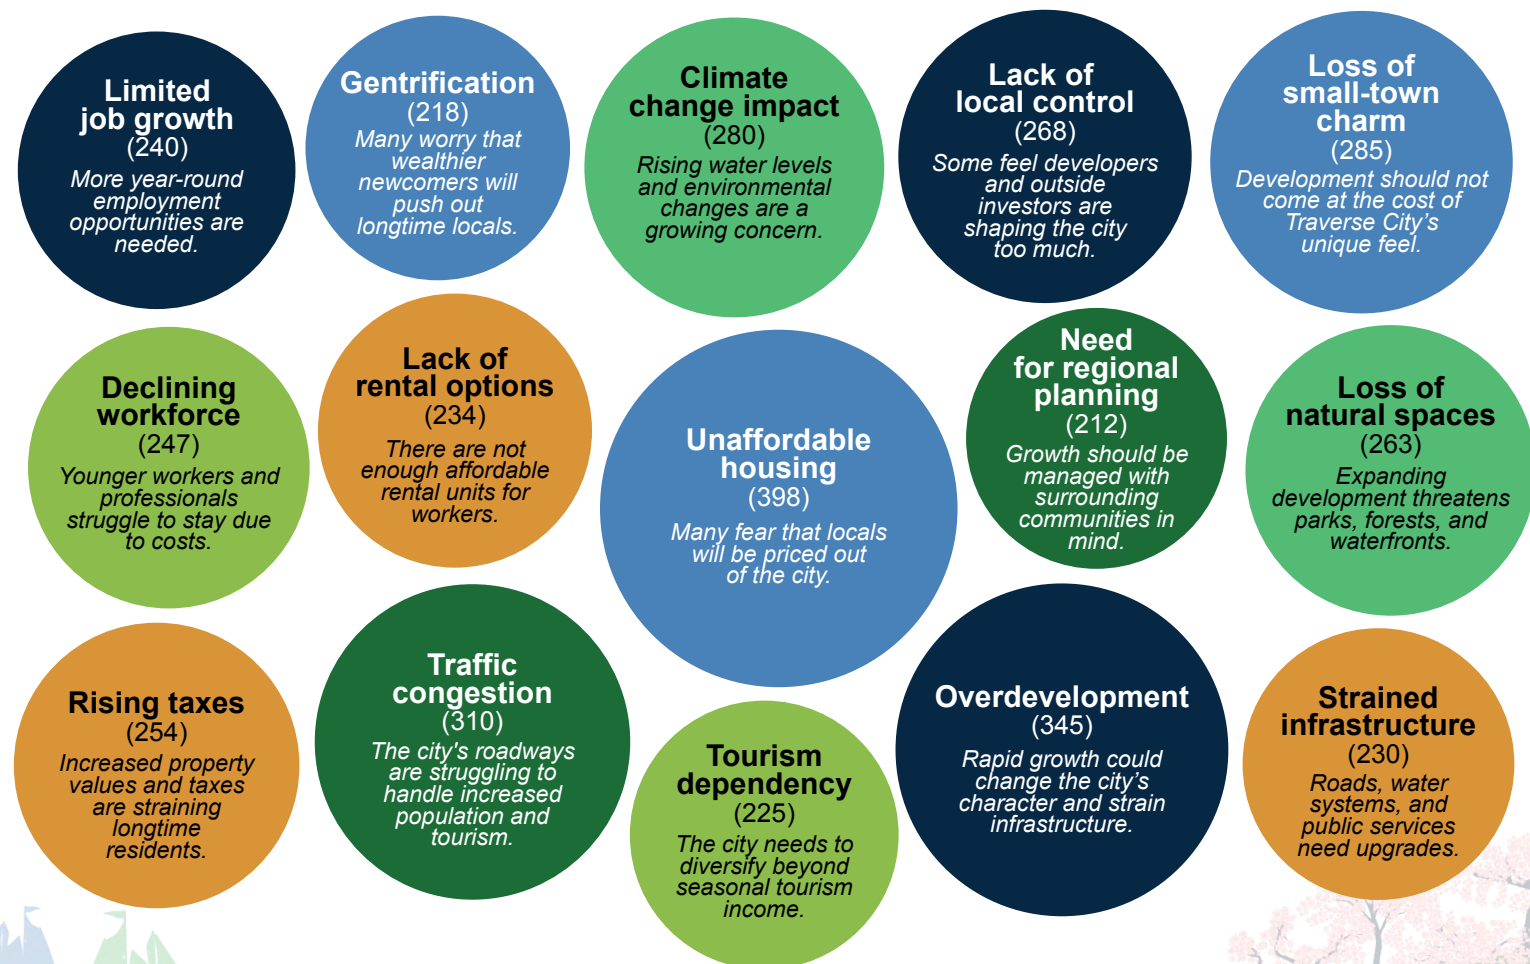 Limited
job growth
(240)
More year-round
employment
opportunities are
needed.
Gentrification
(218)
Many worry that
wealthier
newcomers will
push out
longtime locals.
Climate
change impact
(280)
Rising water levels
and environmental
changes are a
growing concern.
Lack of
local control
(268)
Some feel developers
and outside
investors are
shaping the city
too much.
Loss of
small-town
charm
(285)
Development should not
come at the cost of
Traverse City’s
unique feel.
Declining
workforce
(247)
Younger workers and
professionals
struggle to stay due
to costs.
Lack of
rental options
(234)
There are not
enough affordable
rental units for
workers.
Unaffordable
housing
(398)
Many fear that locals
will be priced out
of the city.
Need
for regional
planning
(212)
Growth should be
managed with
surrounding
communities in
mind.
Loss of
natural spaces
(263)
Expanding
development threatens
parks, forests, and
waterfronts.
Rising taxes
(254)
Increased property
values and taxes
are straining
longtime
residents.
Traffic
congestion
(310)
The city's roadways
are struggling to
handle increased
population and
tourism.
Tourism
dependency
(225)
The city needs to
diversify beyond
seasonal tourism
income.
Overdevelopment
(345)
Rapid growth could
change the city’s
character and strain
infrastructure.
Strained
infrastructure
(230)
Roads, water
systems, and
public services
need upgrades.